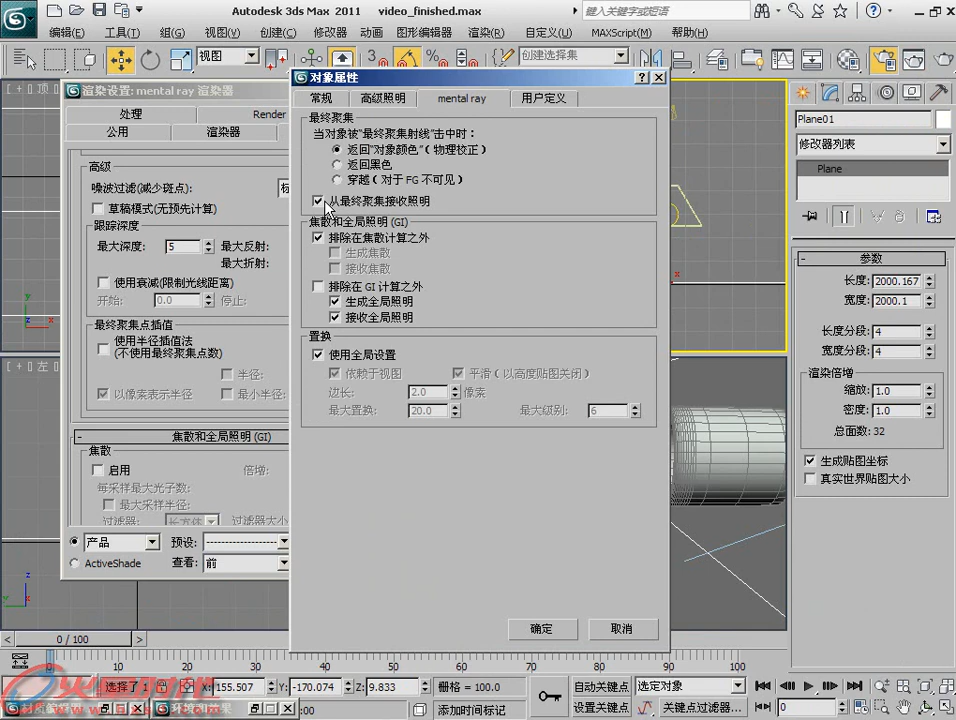 Autodesk 3ds Max 2011 video_finished.max
键入关键字或短语
编辑(E) 工具(T) 组(G) 视图(V) 创建(C) 修改器 动画 图形编辑器 渲染(R) 自定义(U) MAXScript(M) 帮助(H)
视图
3
创建选择集
渲染设置: mental ray 渲染器
处理 Render
公用 渲染器
高级
噪波过滤(减少斑点):
草稿模式(无预先计算)
跟踪深度
最大深度: 5 最大反射:
最大折射:
使用衰减(限制光线距离)
开始: 0.0 停止:
最终聚集点插值
使用半径插值法
(不使用最终聚集点数)
半径:
以像素表示半径 最小半径:
焦散和全局照明(GI)
焦散
启用 倍增:
每采样最大光子数:
最大采样半径:
过滤器: 长方体 过滤器大小
产品 预设:
ActiveShade 查看: 前
对象属性
常规 高级照明 mental ray 用户定义
最终聚集
当对象被“最终聚集射线”击中时:
返回“对象颜色”(物理校正)
返回黑色
穿越(对于 FG 不可见)
从最终聚集接收照明
焦散和全局照明(GI)
排除在焦散计算之外
生成焦散
接收焦散
排除在 GI 计算之外
生成全局照明
接收全局照明
置换
使用全局设置
依赖于视图 平滑(以高度贴图关闭)
边长: 2.0 像素
最大置换: 20.0 最大级别: 6
确定 取消
Plane01
修改器列表
Plane
参数
长度: 2000.167
宽度: 2000.1
长度分段: 4
宽度分段: 4
渲染倍增
缩放: 1.0
密度: 1.0
总面数: 32
生成贴图坐标
真实世界贴图大小
0 / 100
0 10 20 30 40 50 60 70 80 90 100
选择了 1 X: 155.507 Y: -170.074 Z: 9.833 栅格 = 100.0 自动关键点 选定对象
添加时间标记 设置关键点 关键点过滤器... 0